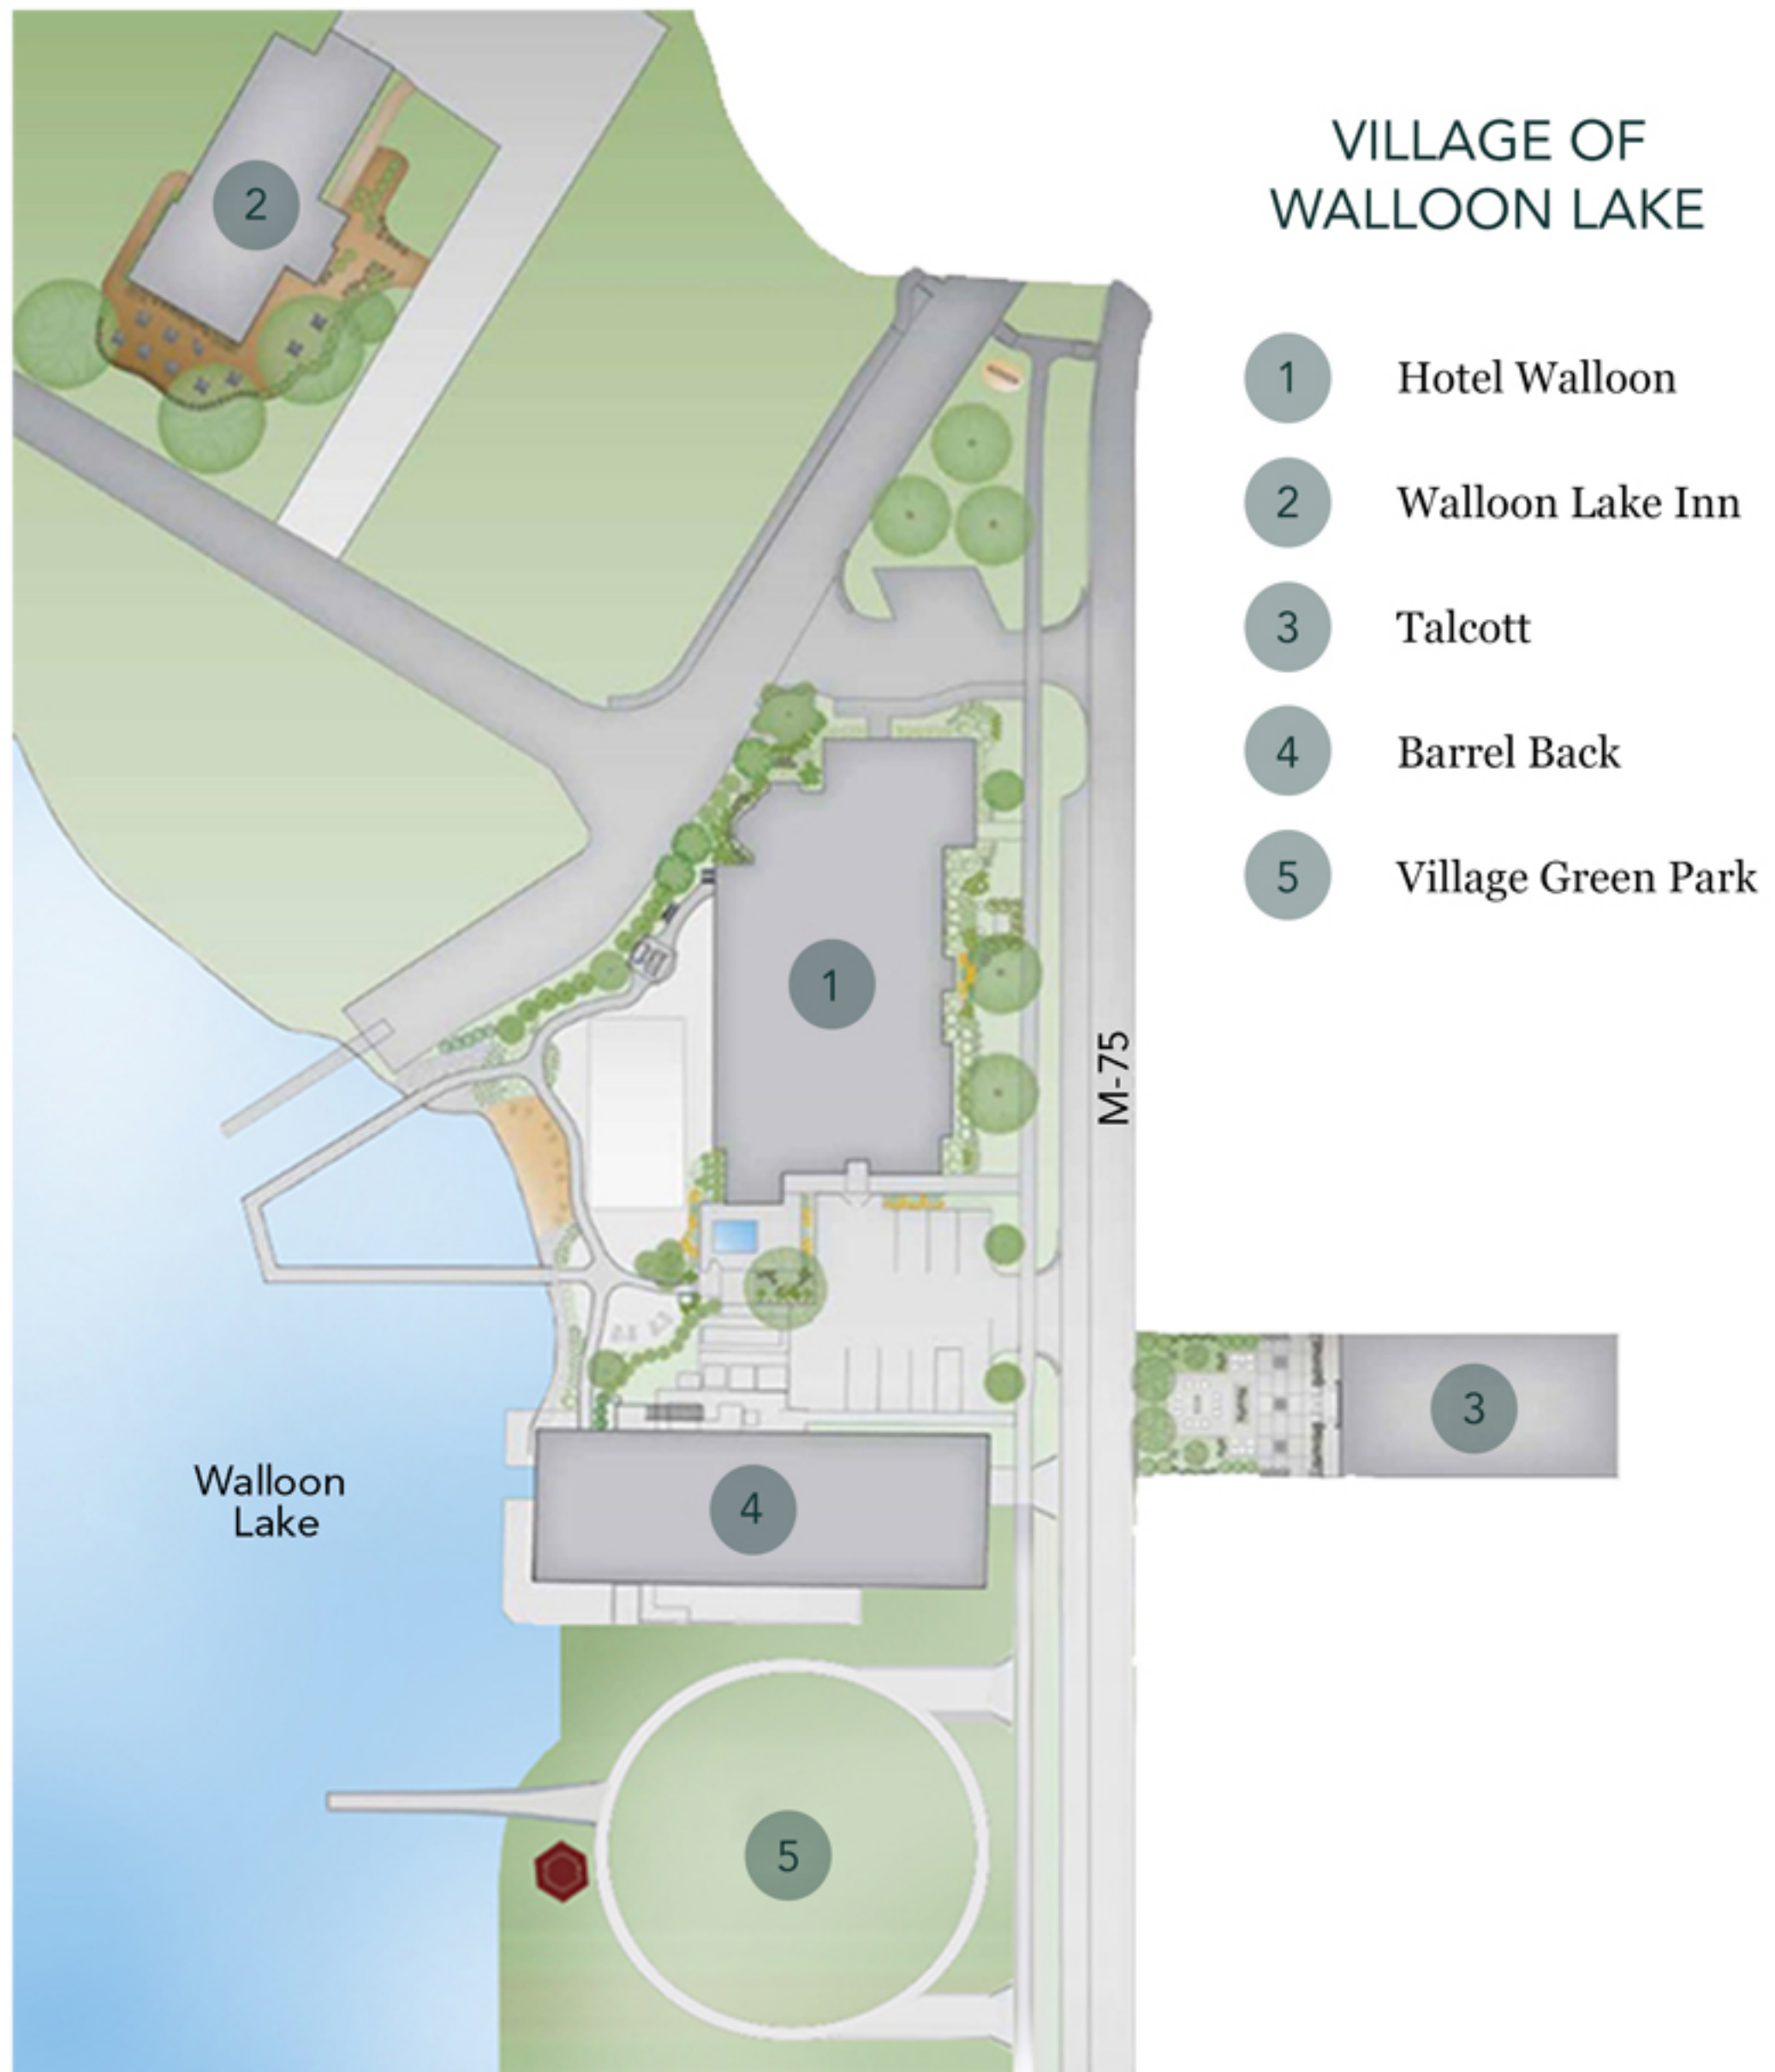 VILLAGE OF
WALLOON LAKE
1 Hotel Walloon
2 Walloon Lake Inn
3 Talcott
4 Barrel Back
5 Village Green Park
2
1
M-75
3
4
Walloon
Lake
5